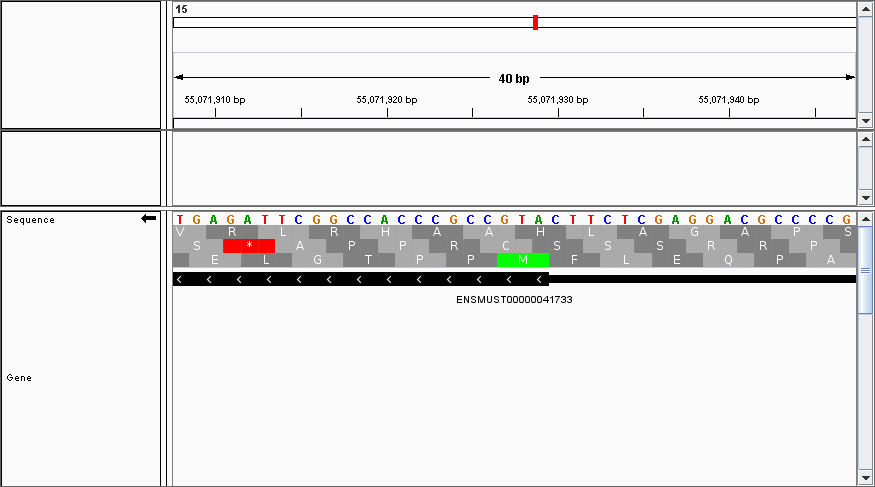 15
40 bp
55,071,910 bp 55,071,920 bp 55,071,930 bp 55,071,940 bp
Sequence T G A G A T T C G G C C A C C C G C C G T A C T T C T C G A G G A C G C C C C G
V R L R H A A H L A G A P S
S * A P P R C S S R R P
E L G T P P M F L E Q P A
ENSMUST00000041733
Gene